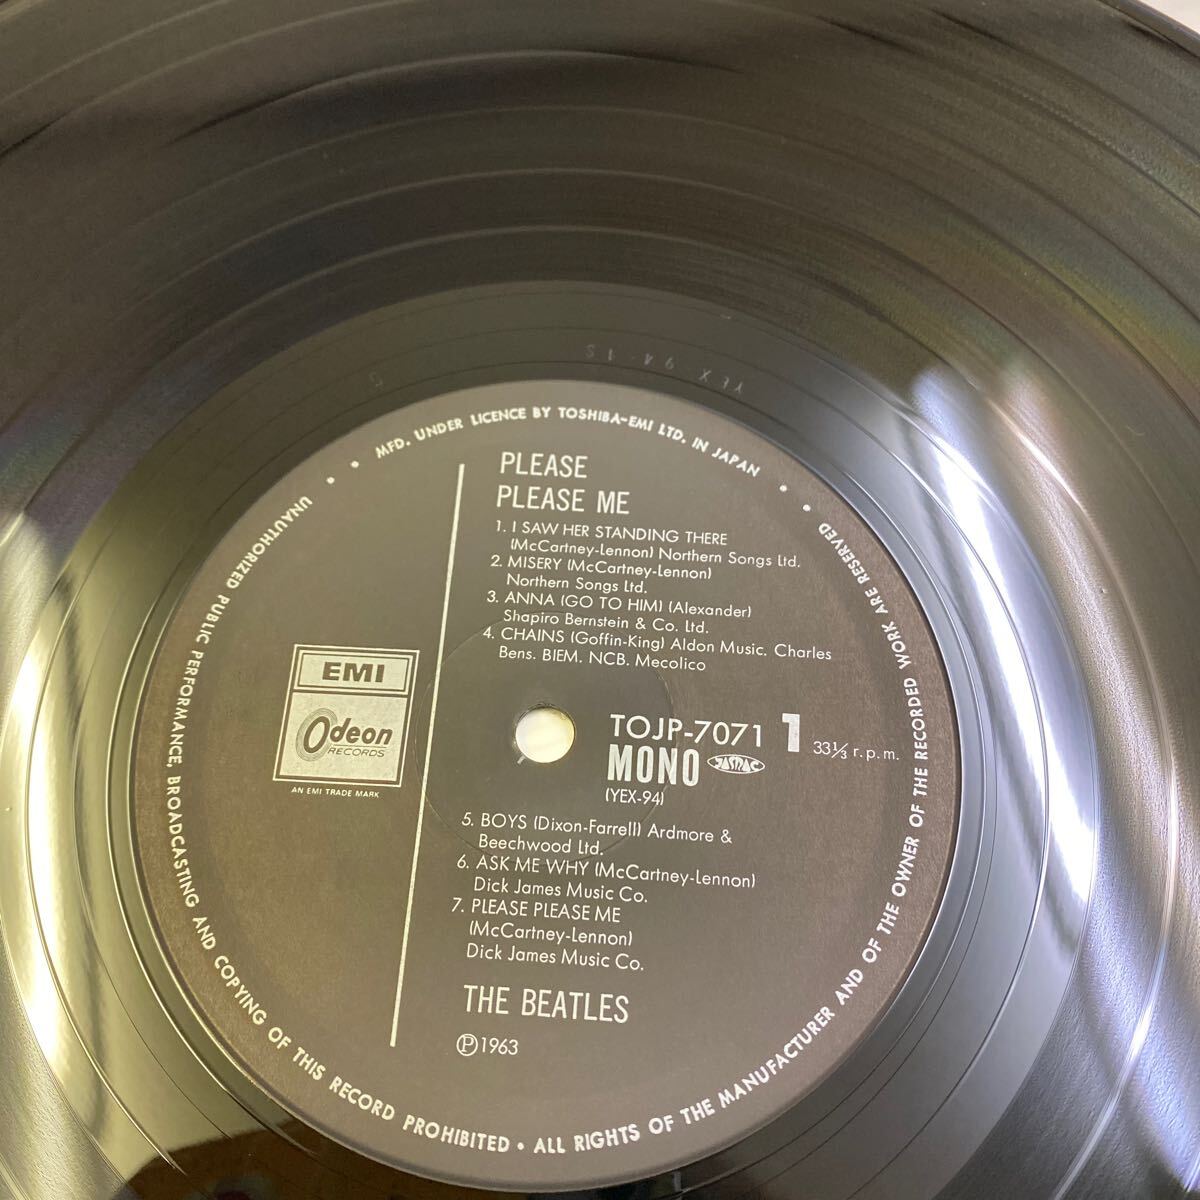 YEX 94-1S
MFD. UNDER LICENCE BY TOSHIBA-EMI LTD. IN JAPAN
PLEASE
PLEASE ME
1. I SAW HER STANDING THERE
(McCartney-Lennon) Northern Songs Ltd.
2. MISERY (McCartney-Lennon)
Northern Songs Ltd.
3. ANNA (GO TO HIM) (Alexander)
Shapiro Bernstein & Co. Ltd.
4. CHAINS (Goffin-King) Aldon Music. Charles
Bens. BIEM. NCB. Mecolico
EMI
Odeon
RECORDS
AN EMI TRADE MARK
TOJP-7071 1
MONO JASRAC 33⅓ r.p.m.
(YEX-94)
5. BOYS (Dixon-Farrell) Ardmore &
Beechwood Ltd.
6. ASK ME WHY (McCartney-Lennon)
Dick James Music Co.
7. PLEASE PLEASE ME
(McCartney-Lennon)
Dick James Music Co.
THE BEATLES
Ⓟ1963
UNAUTHORIZED PUBLIC PERFORMANCE, BROADCASTING AND COPYING OF THIS RECORD PROHIBITED • ALL RIGHTS OF THE MANUFACTURER AND OF THE OWNER OF THE RECORDED WORK ARE RESERVED